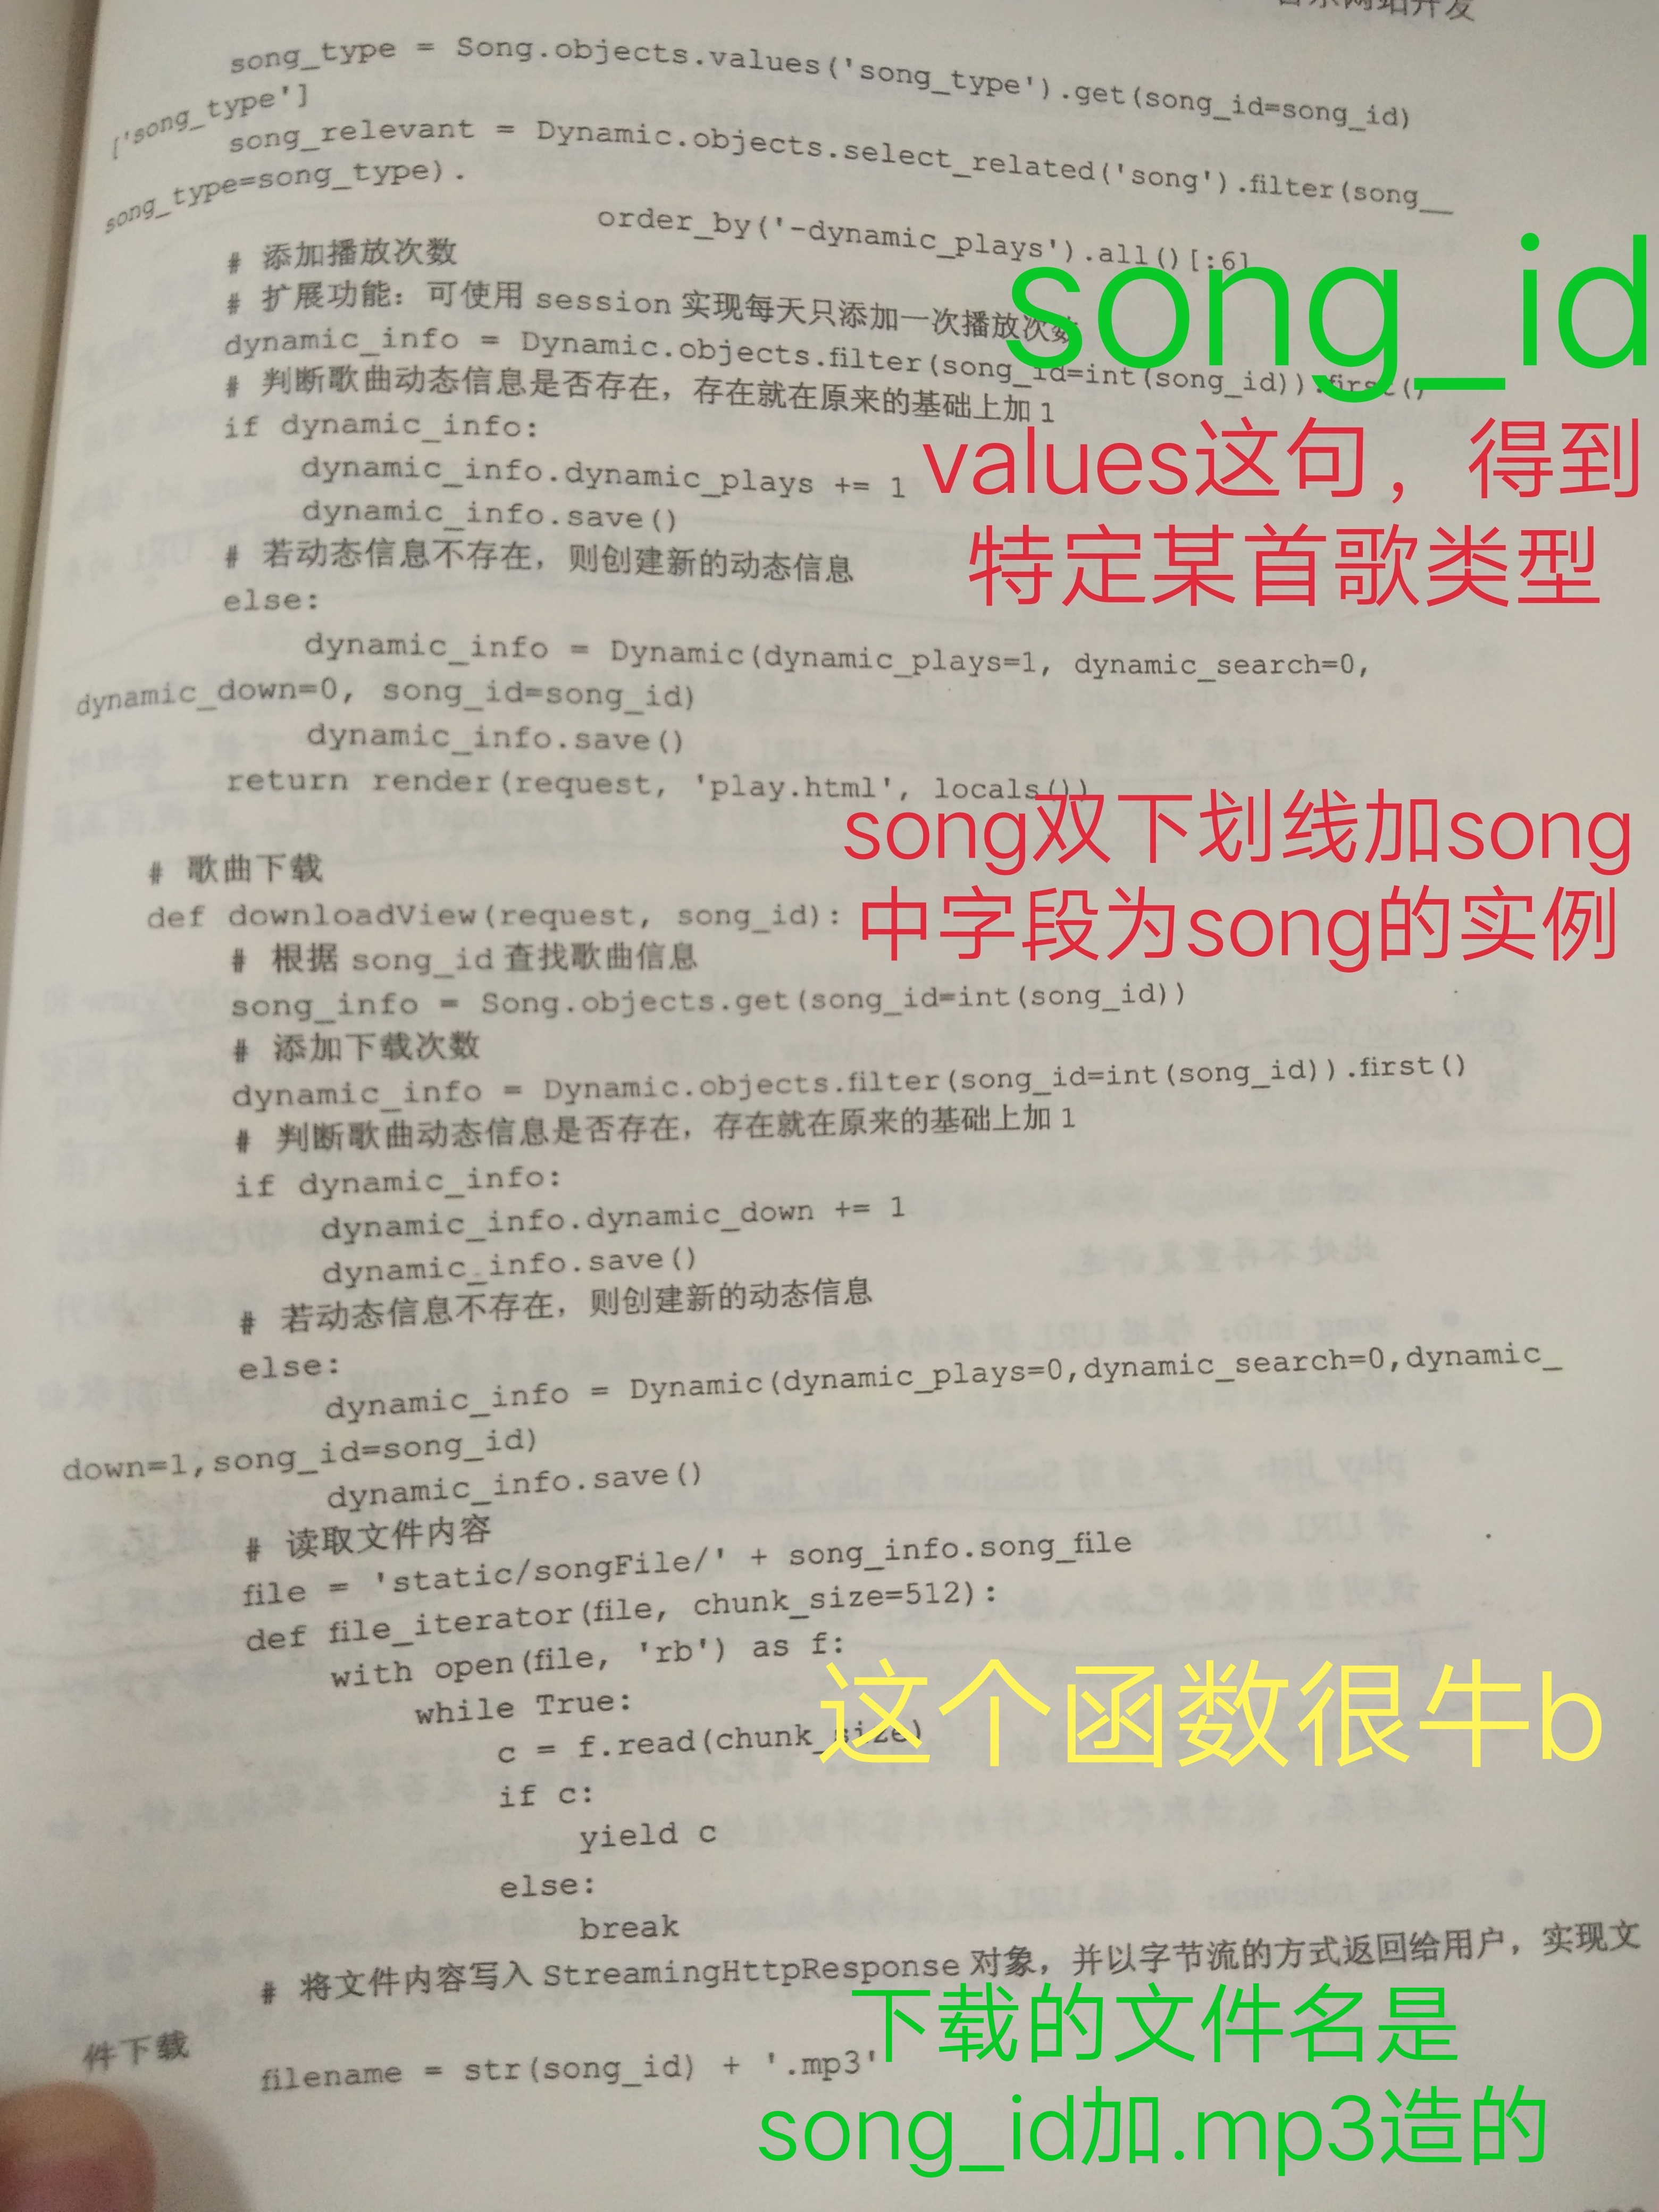 音乐网站开发
song_type = Song.objects.values('song_type').get(song_id=song_id)
['song_type']
song_relevant = Dynamic.objects.select_related('song').filter(song__
song_type=song_type).
order_by('-dynamic_plays').all()[:6]
song_id
# 添加播放次数
# 扩展功能：可使用 session 实现每天只添加一次播放次数
dynamic_info = Dynamic.objects.filter(song_id=int(song_id)).first()
# 判断歌曲动态信息是否存在，存在就在原来的基础上加 1
if dynamic_info:
values这句，得到
特定某首歌类型
dynamic_info.dynamic_plays += 1
dynamic_info.save()
# 若动态信息不存在，则创建新的动态信息
else:
dynamic_info = Dynamic(dynamic_plays=1, dynamic_search=0,
dynamic_down=0, song_id=song_id)
dynamic_info.save()
return render(request, 'play.html', locals())
song双下划线加song
中字段为song的实例
# 歌曲下载
def downloadView(request, song_id):
# 根据 song_id 查找歌曲信息
song_info = Song.objects.get(song_id=int(song_id))
# 添加下载次数
dynamic_info = Dynamic.objects.filter(song_id=int(song_id)).first()
# 判断歌曲动态信息是否存在，存在就在原来的基础上加 1
if dynamic_info:
dynamic_info.dynamic_down += 1
dynamic_info.save()
# 若动态信息不存在，则创建新的动态信息
else:
dynamic_info = Dynamic(dynamic_plays=0,dynamic_search=0,dynamic_
down=1,song_id=song_id)
dynamic_info.save()
# 读取文件内容
file = 'static/songFile/' + song_info.song_file
def file_iterator(file, chunk_size=512):
with open(file, 'rb') as f:
while True:
这个函数很牛b
c = f.read(chunk_size)
if c:
yield c
else:
break
# 将文件内容写入 StreamingHttpResponse 对象，并以字节流的方式返回给用户，实现文
件下载
下载的文件名是
song_id加.mp3造的
filename = str(song_id) + '.mp3'